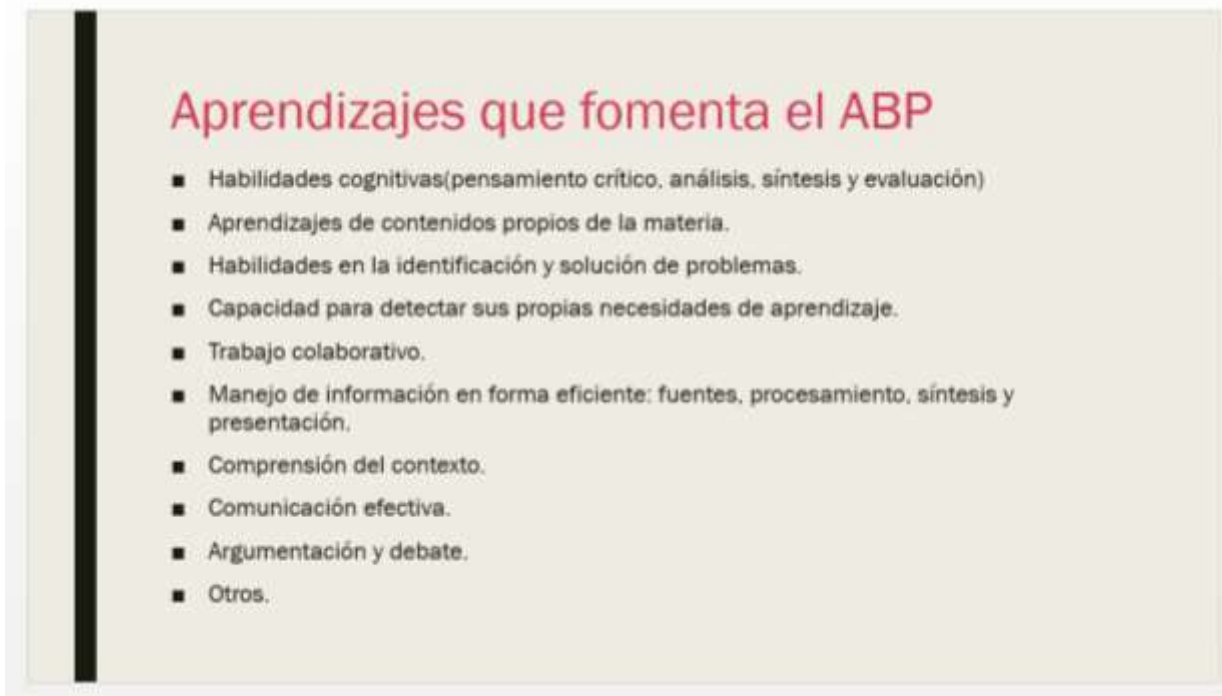 Aprendizajes que fomenta el ABP
■ Habilidades cognitivas(pensamiento crítico, análisis, síntesis y evaluación)
■ Aprendizajes de contenidos propios de la materia.
■ Habilidades en la identificación y solución de problemas.
■ Capacidad para detectar sus propias necesidades de aprendizaje.
■ Trabajo colaborativo.
■ Manejo de información en forma eficiente: fuentes, procesamiento, síntesis y
presentación.
■ Comprensión del contexto.
■ Comunicación efectiva.
■ Argumentación y debate.
■ Otros.